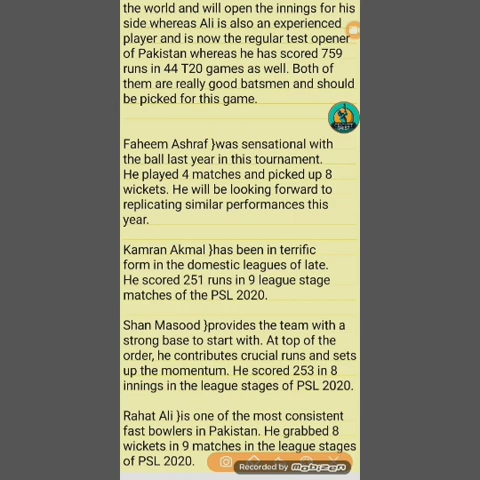 the world and will open the innings for his
side whereas Ali is also an experienced
player and is now the regular test opener
of Pakistan whereas he has scored 759
runs in 44 T20 games as well. Both of
them are really good batsmen and should
be picked for this game.
Faheem Ashraf }was sensational with
the ball last year in this tournament.
He played 4 matches and picked up 8
wickets. He will be looking forward to
replicating similar performances this
year.
Kamran Akmal }has been in terrific
form in the domestic leagues of late.
He scored 251 runs in 9 league stage
matches of the PSL 2020.
Shan Masood }provides the team with a
strong base to start with. At top of the
order, he contributes crucial runs and sets
up the momentum. He scored 253 in 8
innings in the league stages of PSL 2020.
Rahat Ali }is one of the most consistent
fast bowlers in Pakistan. He grabbed 8
wickets in 9 matches in the league stages
of PSL 2020.
Recorded by mobizen